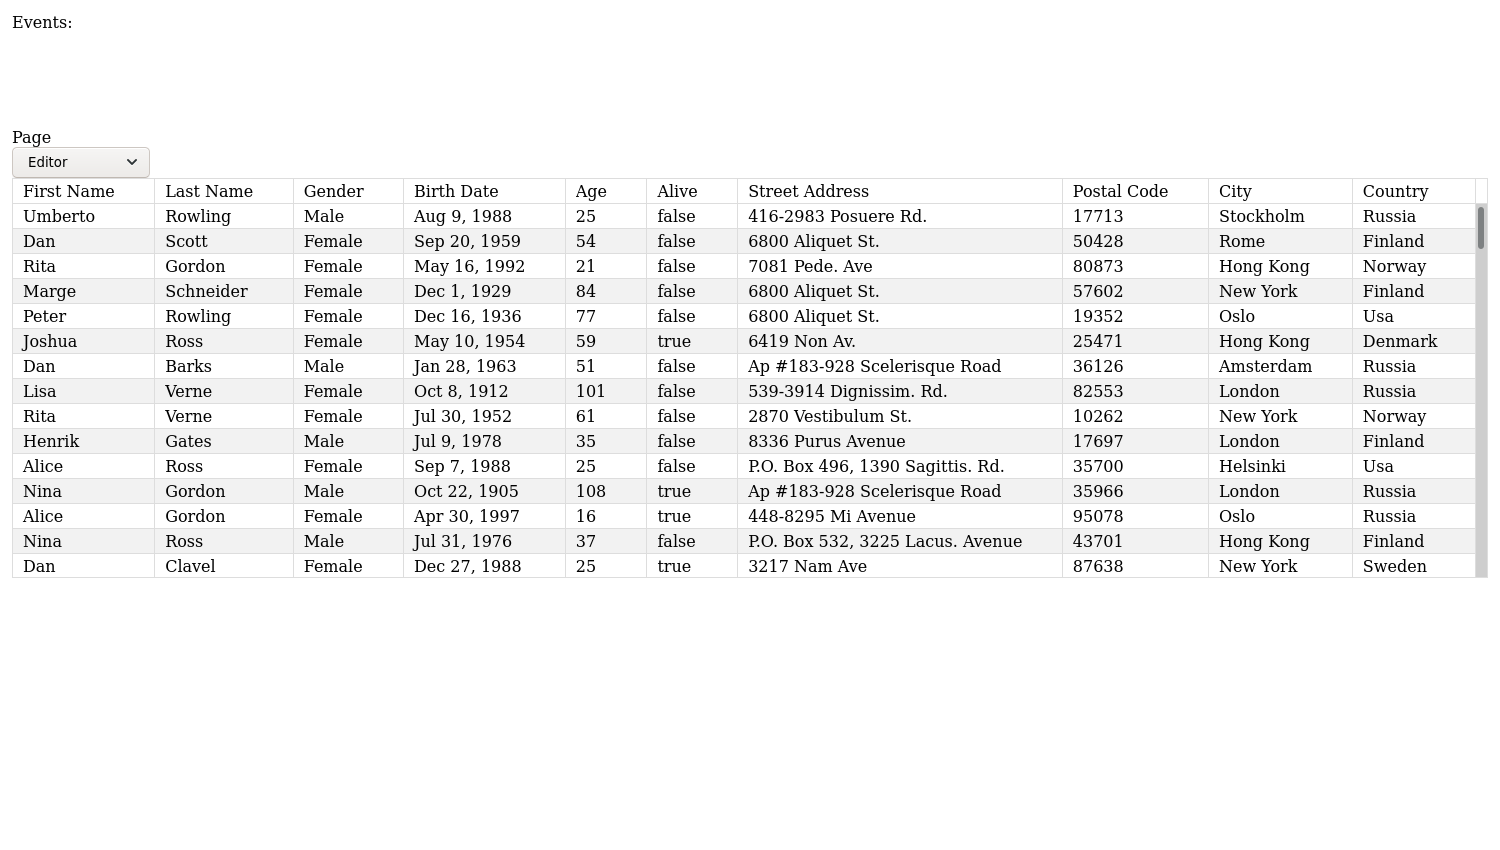 Events:
Page
Editor
First Name Last Name Gender Birth Date Age Alive Street Address Postal Code City Country
Umberto Rowling Male Aug 9, 1988 25 false 416-2983 Posuere Rd. 17713 Stockholm Russia
Dan Scott Female Sep 20, 1959 54 false 6800 Aliquet St. 50428 Rome Finland
Rita Gordon Female May 16, 1992 21 false 7081 Pede. Ave 80873 Hong Kong Norway
Marge Schneider Female Dec 1, 1929 84 false 6800 Aliquet St. 57602 New York Finland
Peter Rowling Female Dec 16, 1936 77 false 6800 Aliquet St. 19352 Oslo Usa
Joshua Ross Female May 10, 1954 59 true 6419 Non Av. 25471 Hong Kong Denmark
Dan Barks Male Jan 28, 1963 51 false Ap #183-928 Scelerisque Road 36126 Amsterdam Russia
Lisa Verne Female Oct 8, 1912 101 false 539-3914 Dignissim. Rd. 82553 London Russia
Rita Verne Female Jul 30, 1952 61 false 2870 Vestibulum St. 10262 New York Norway
Henrik Gates Male Jul 9, 1978 35 false 8336 Purus Avenue 17697 London Finland
Alice Ross Female Sep 7, 1988 25 false P.O. Box 496, 1390 Sagittis. Rd. 35700 Helsinki Usa
Nina Gordon Male Oct 22, 1905 108 true Ap #183-928 Scelerisque Road 35966 London Russia
Alice Gordon Female Apr 30, 1997 16 true 448-8295 Mi Avenue 95078 Oslo Russia
Nina Ross Male Jul 31, 1976 37 false P.O. Box 532, 3225 Lacus. Avenue 43701 Hong Kong Finland
Dan Clavel Female Dec 27, 1988 25 true 3217 Nam Ave 87638 New York Sweden